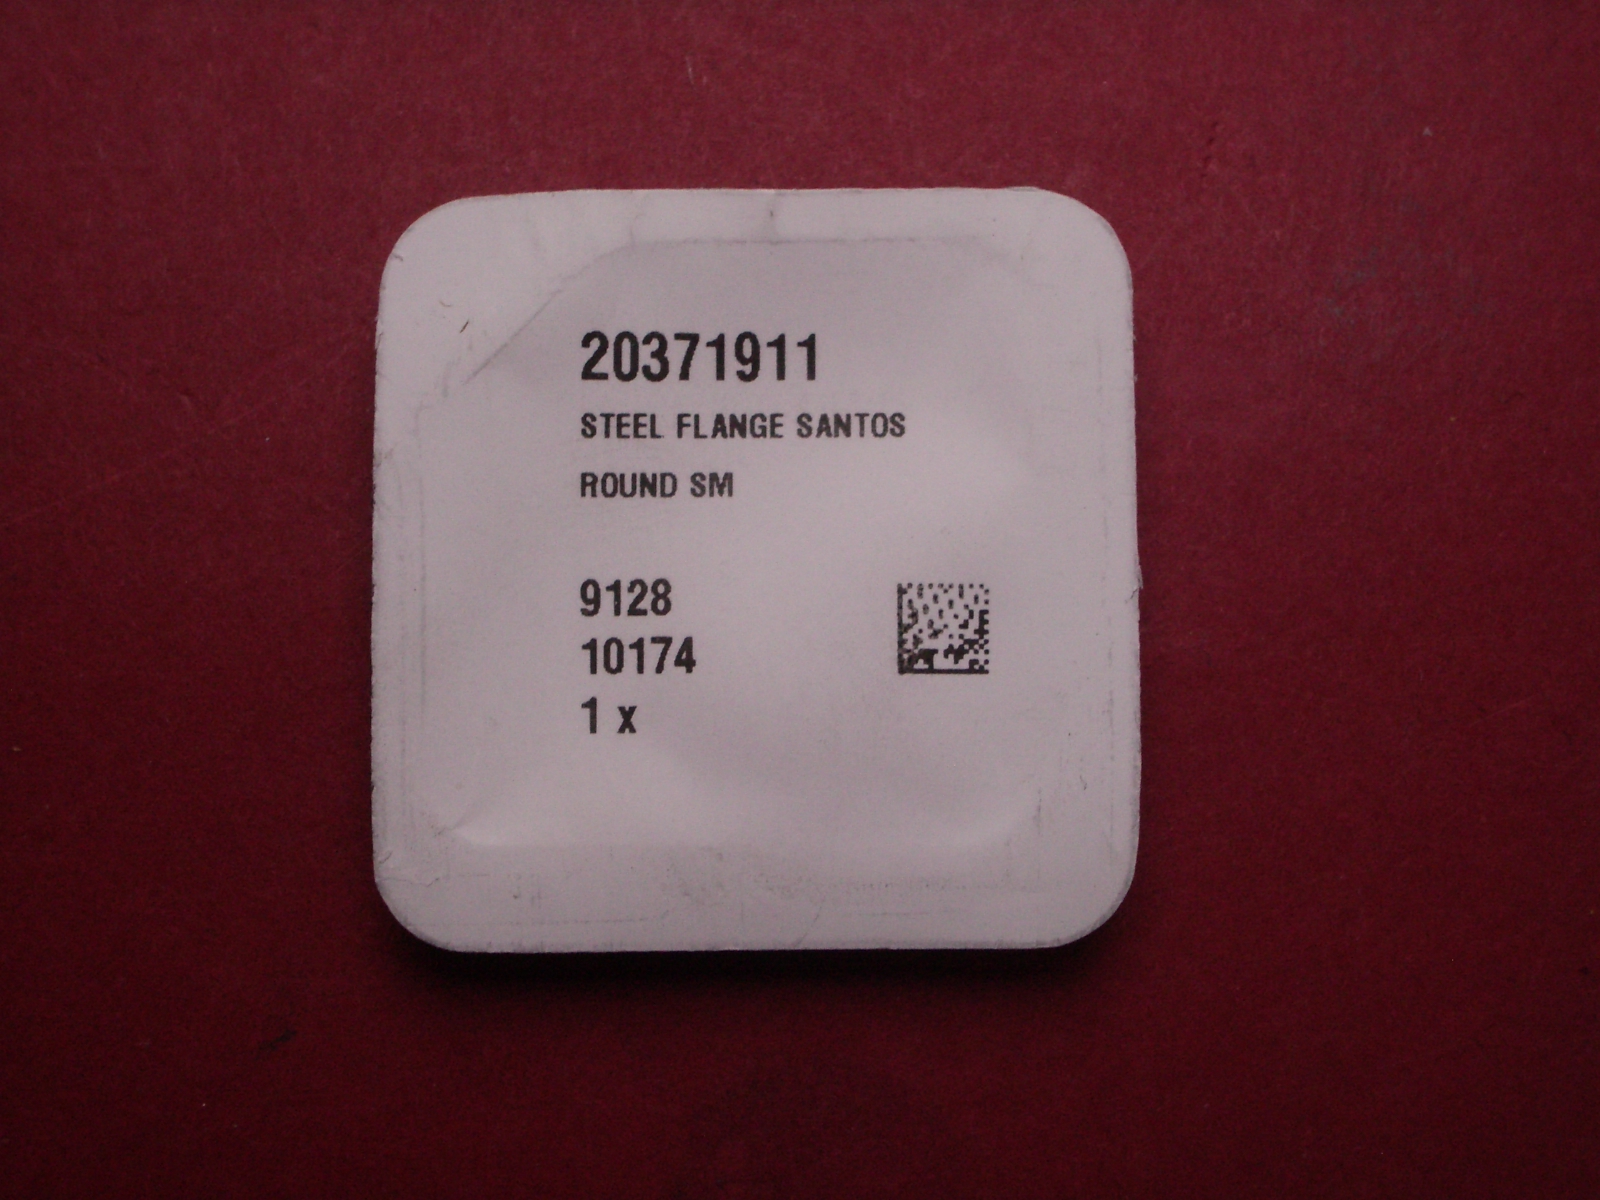 20371911
STEEL FLANGE SANTOS
ROUND SM
9128
10174
1 x